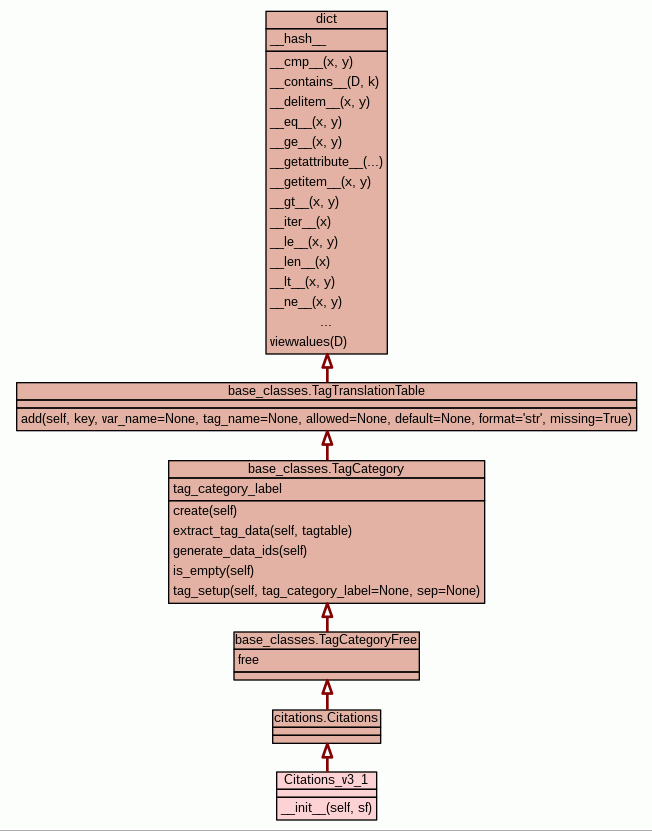 dict
__hash__
__cmp__(x, y)
__contains__(D, k)
__delitem__(x, y)
__eq__(x, y)
__ge__(x, y)
__getattribute__(...)
__getitem__(x, y)
__gt__(x, y)
__iter__(x)
__le__(x, y)
__len__(x)
__lt__(x, y)
__ne__(x, y)
...
viewvalues(D)
base_classes.TagTranslationTable
add(self, key, var_name=None, tag_name=None, allowed=None, default=None, format='str', missing=True)
base_classes.TagCategory
tag_category_label
create(self)
extract_tag_data(self, tagtable)
generate_data_ids(self)
is_empty(self)
tag_setup(self, tag_category_label=None, sep=None)
base_classes.TagCategoryFree
free
citations.Citations
Citations_v3_1
__init__(self, sf)